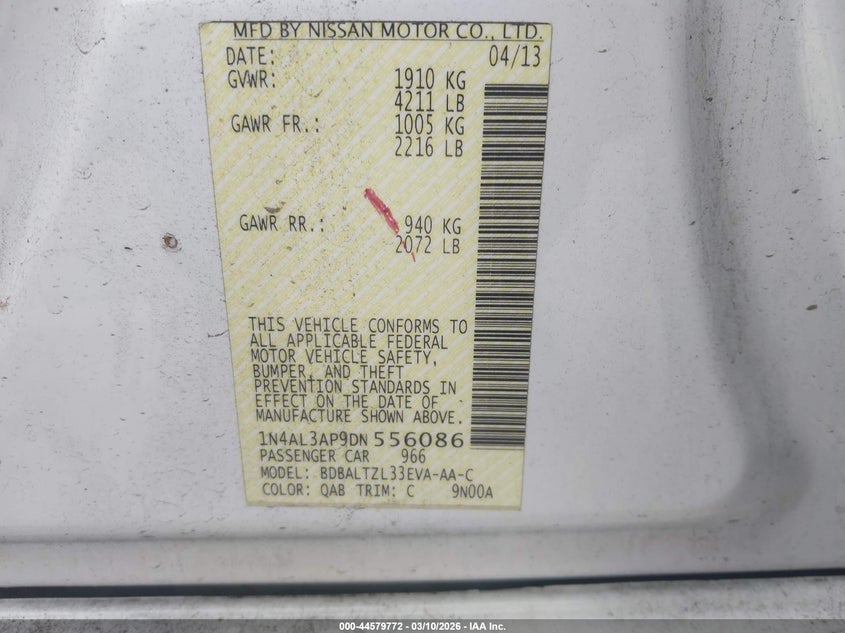 MFD BY NISSAN MOTOR CO., LTD.
DATE: 04/13
GVWR: 1910 KG
4211 LB
GAWR FR.: 1005 KG
2216 LB
GAWR RR.: 940 KG
2072 LB
THIS VEHICLE CONFORMS TO
ALL APPLICABLE FEDERAL
MOTOR VEHICLE SAFETY,
BUMPER, AND THEFT
PREVENTION STANDARDS IN
EFFECT ON THE DATE OF
MANUFACTURE SHOWN ABOVE.
1N4AL3AP9DN 556086
PASSENGER CAR 966
MODEL: BDBALTZL33EVA-AA-C
COLOR: QAB TRIM: C 9N00A
000-44579772 — 03/10/2026 — IAA Inc.